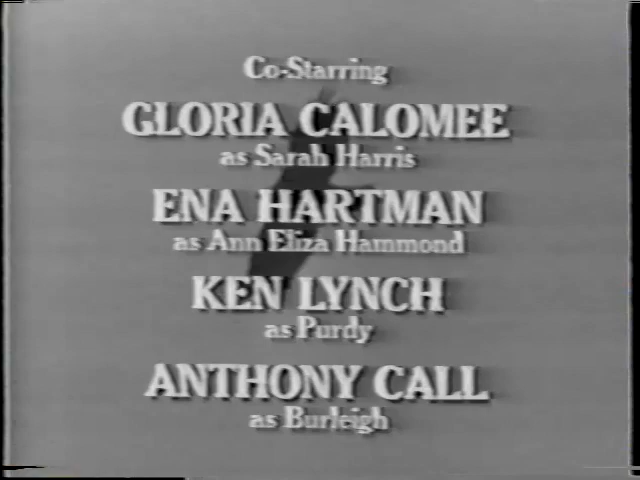 Co-Starring
GLORIA CALOMEE
as Sarah Harris
ENA HARTMAN
as Ann Eliza Hammond
KEN LYNCH
as Purdy
ANTHONY CALL
as Burleigh